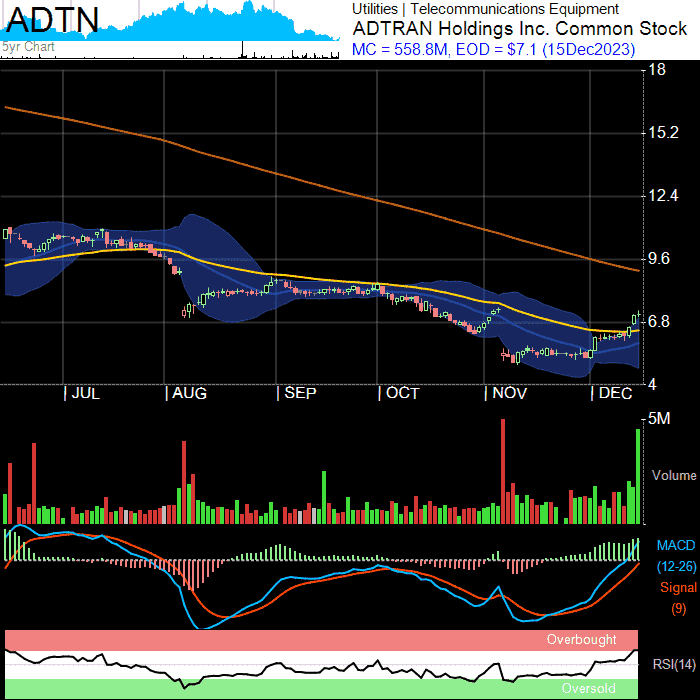 ADTN
5yr Chart
Utilities | Telecommunications Equipment
ADTRAN Holdings Inc. Common Stock
MC = 558.8M, EOD = $7.1 (15Dec2023)
18
15.2
12.4
9.6
6.8
4
| JUL | AUG | SEP | OCT | NOV | DEC
5M
Volume
MACD
(12-26)
Signal
(9)
Overbought
RSI(14)
Oversold